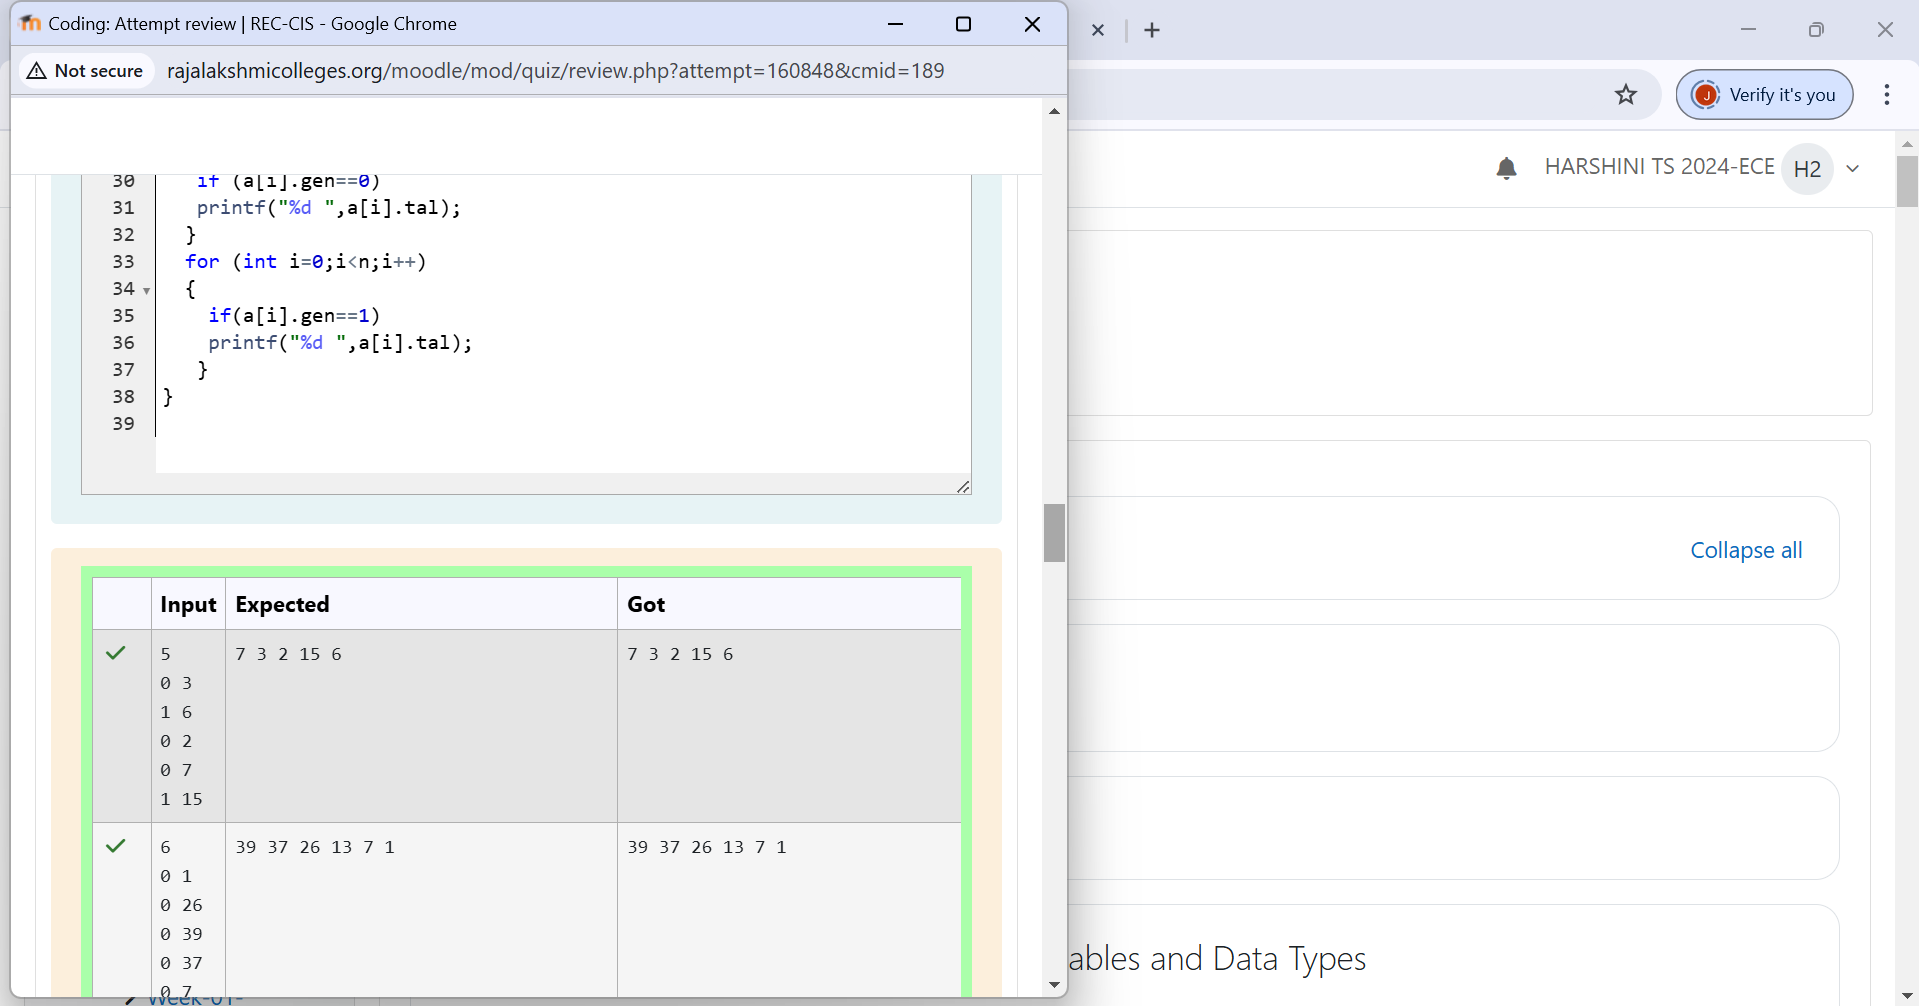 Coding: Attempt review | REC-CIS - Google Chrome
Not secure
rajalakshmicolleges.org/moodle/mod/quiz/review.php?attempt=160848&cmid=189
Verify it's you
HARSHINI TS 2024-ECE
H2
30 if (a[i].gen==0)
31 printf("%d ",a[i].tal);
32 }
33 for (int i=0;i<n;i++)
34 {
35 if(a[i].gen==1)
36 printf("%d ",a[i].tal);
37 }
38 }
39
Input Expected Got
5 7 3 2 15 6 7 3 2 15 6
0 3
1 6
0 2
0 7
1 15
6 39 37 26 13 7 1 39 37 26 13 7 1
0 1
0 26
0 39
0 37
0 7
Week-01-
Collapse all
ables and Data Types